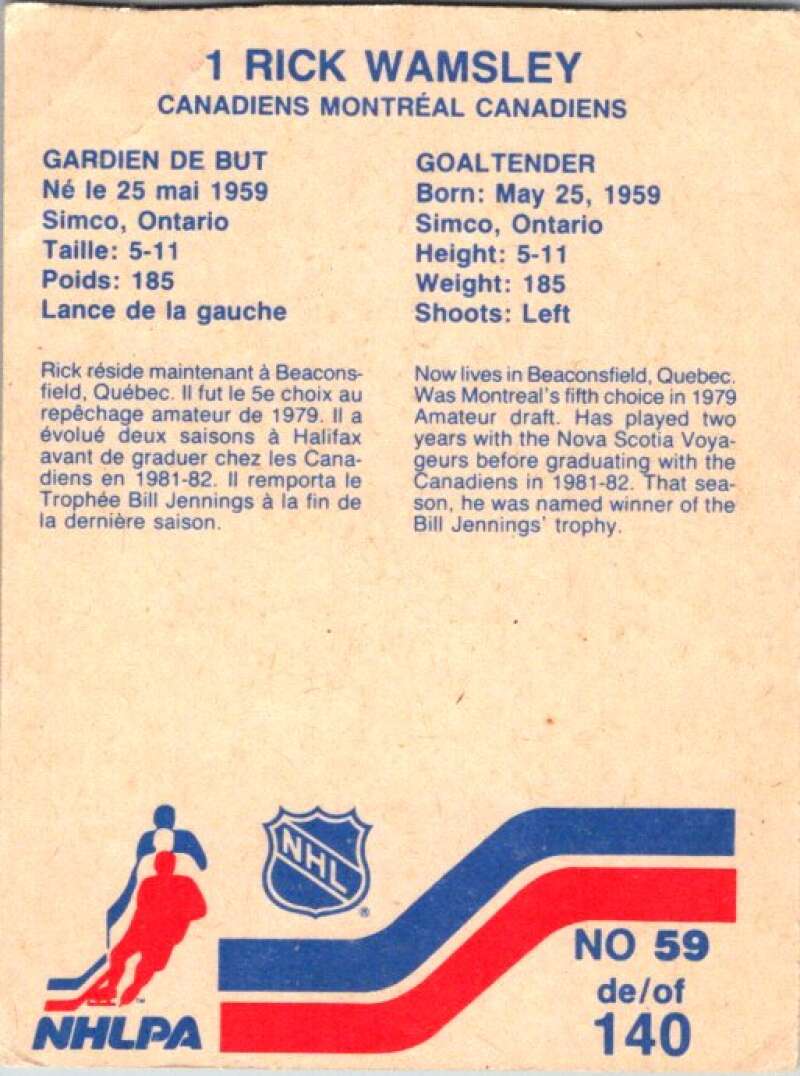 1 RICK WAMSLEY
CANADIENS MONTRÉAL CANADIENS
GARDIEN DE BUT
Né le 25 mai 1959
Simco, Ontario
Taille: 5-11
Poids: 185
Lance de la gauche
Rick réside maintenant à Beacons-
field, Québec. Il fut le 5e choix au
repêchage amateur de 1979. Il a
évolué deux saisons à Halifax
avant de graduer chez les Cana-
diens en 1981-82. Il remporta le
Trophée Bill Jennings à la fin de
la dernière saison.
GOALTENDER
Born: May 25, 1959
Simco, Ontario
Height: 5-11
Weight: 185
Shoots: Left
Now lives in Beaconsfield, Quebec.
Was Montreal's fifth choice in 1979
Amateur draft. Has played two
years with the Nova Scotia Voya-
geurs before graduating with the
Canadiens in 1981-82. That sea-
son, he was named winner of the
Bill Jennings' trophy.
NHL ®
™
NHLPA
NO 59
de/of
140